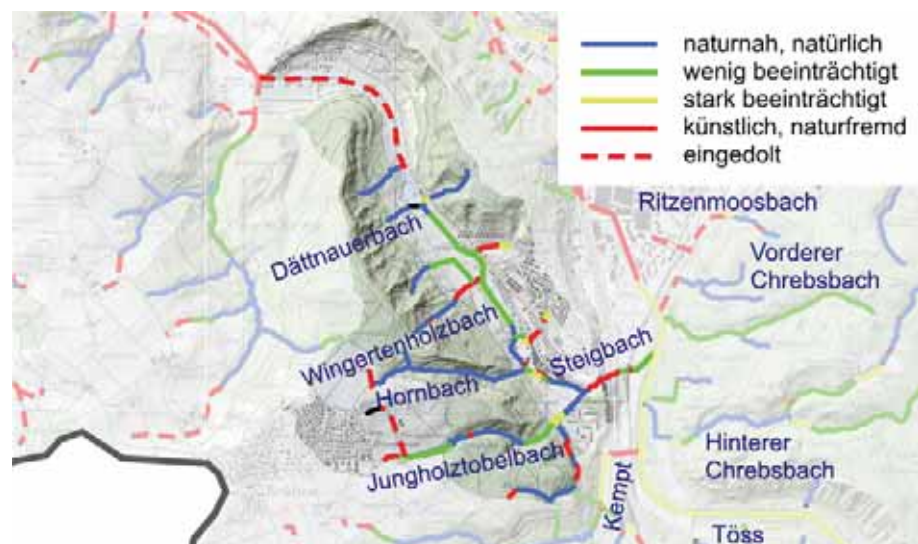 naturnah, natürlich
wenig beeinträchtigt
stark beeinträchtigt
künstlich, naturfremd
eingedolt
Ritzenmoosbach
Vorderer
Chrebsbach
Dättnauerbach
Wingertenholzbach
Steigbach
Hornbach
Jungholztobelbach
Hinterer
Chrebsbach
Kempt
Töss